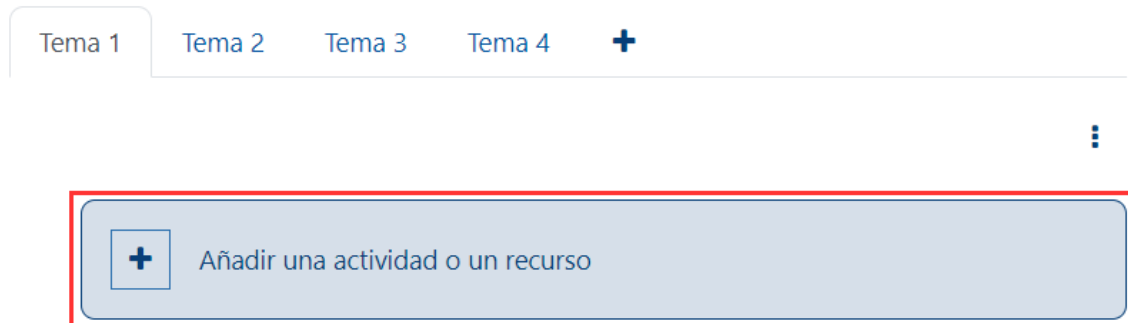 Tema 1 Tema 2 Tema 3 Tema 4
Añadir una actividad o un recurso